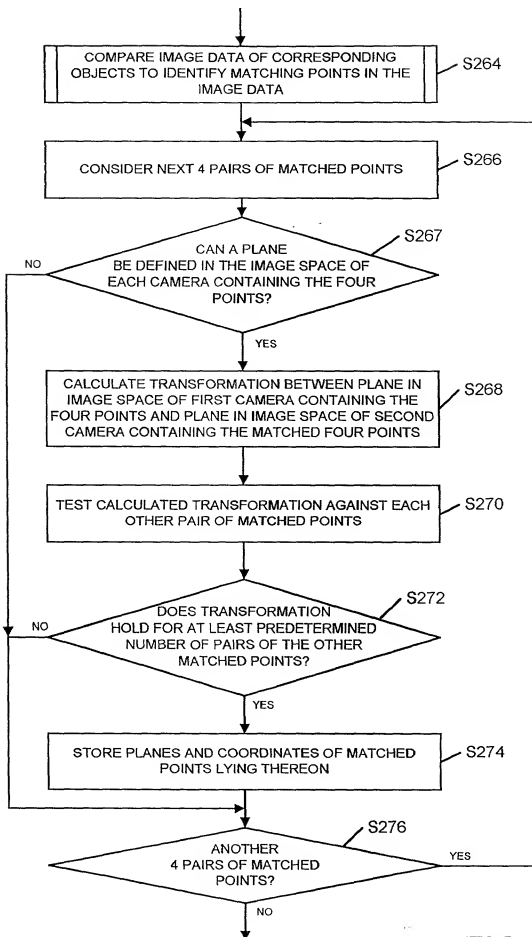 COMPARE IMAGE DATA OF CORRESPONDING
OBJECTS TO IDENTIFY MATCHING POINTS IN THE
IMAGE DATA
S264
CONSIDER NEXT 4 PAIRS OF MATCHED POINTS
S266
CAN A PLANE
BE DEFINED IN THE IMAGE SPACE OF
EACH CAMERA CONTAINING THE FOUR
POINTS?
S267
NO
YES
CALCULATE TRANSFORMATION BETWEEN PLANE IN
IMAGE SPACE OF FIRST CAMERA CONTAINING THE
FOUR POINTS AND PLANE IN IMAGE SPACE OF SECOND
CAMERA CONTAINING THE MATCHED FOUR POINTS
S268
TEST CALCULATED TRANSFORMATION AGAINST EACH
OTHER PAIR OF MATCHED POINTS
S270
DOES TRANSFORMATION
HOLD FOR AT LEAST PREDETERMINED
NUMBER OF PAIRS OF THE OTHER
MATCHED POINTS?
S272
NO
YES
STORE PLANES AND COORDINATES OF MATCHED
POINTS LYING THEREON
S274
ANOTHER
4 PAIRS OF MATCHED
POINTS?
S276
YES
NO